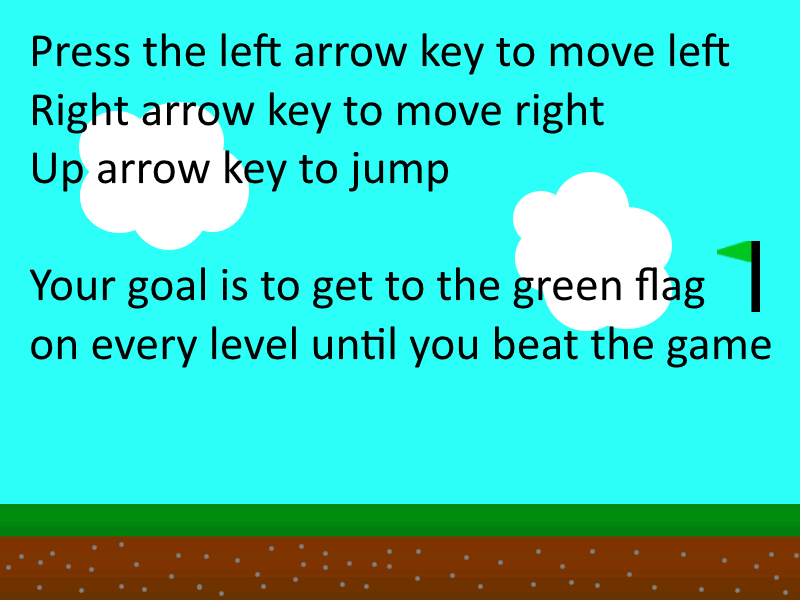 Press the left arrow key to move left
Right arrow key to move right
Up arrow key to jump
Your goal is to get to the green flag
on every level until you beat the game